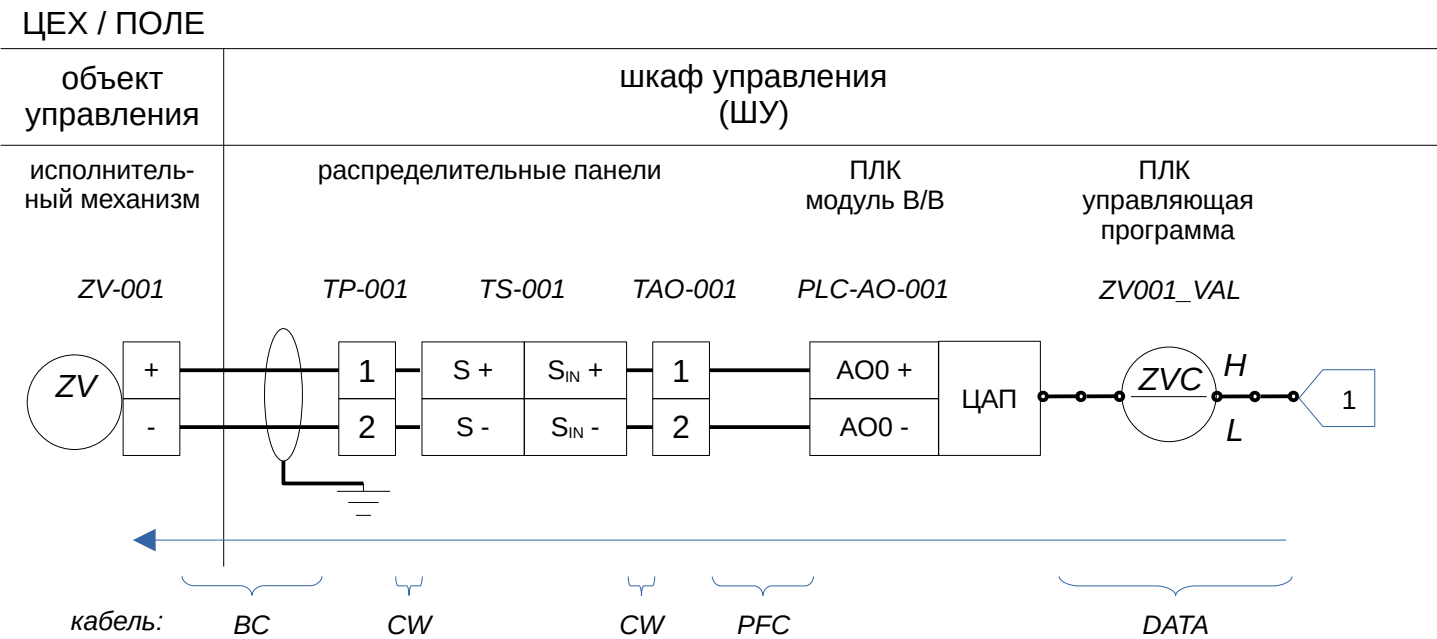 ЦЕХ / ПОЛЕ
объект
управления
шкаф управления
(ШУ)
исполнитель-
ный механизм
распределительные панели
ПЛК
модуль В/В
ПЛК
управляющая
программа
ZV-001 TP-001 TS-001 TAO-001 PLC-AO-001 ZV001_VAL
ZV + 1 S + SIN + 1 AO0 + ЦАП ZVC H 1
- 2 S - SIN - 2 AO0 - L
кабель: BC CW CW PFC DATA